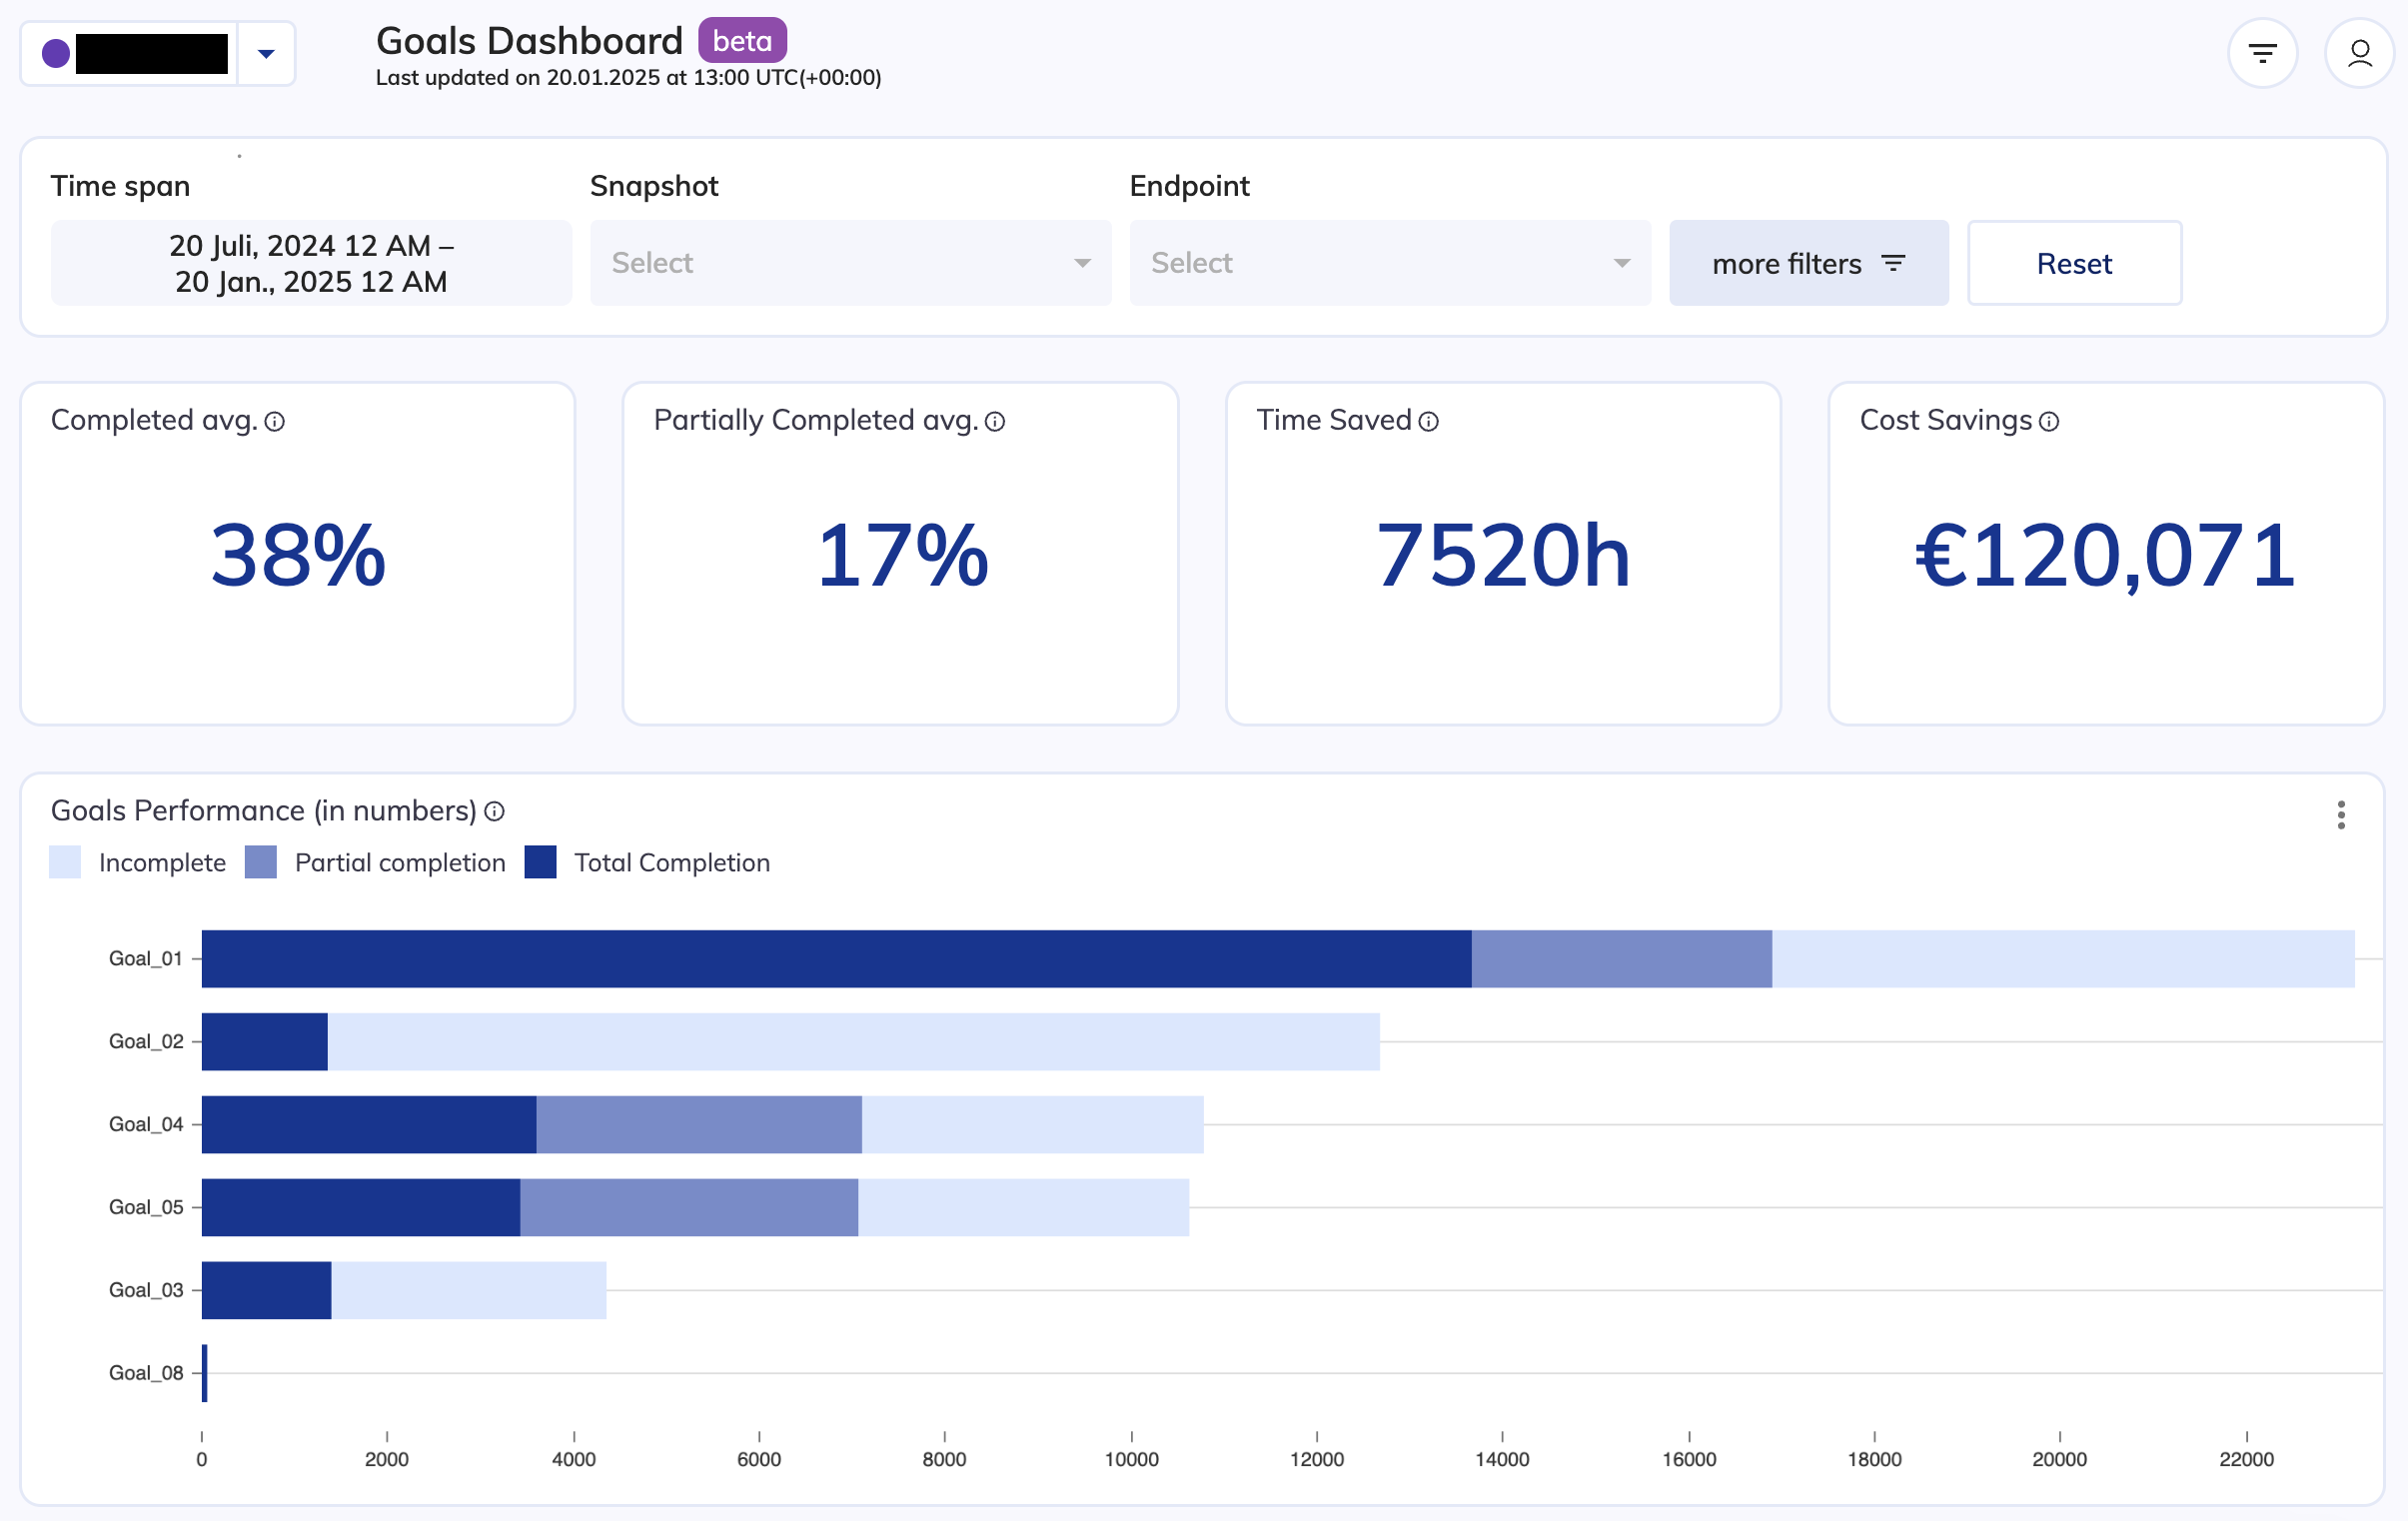 Goals Dashboard beta
Last updated on 20.01.2025 at 13:00 UTC(+00:00)
Time span
20 Juli, 2024 12 AM –
20 Jan., 2025 12 AM
Snapshot
Select
Endpoint
Select
more filters
Reset
Completed avg.
38%
Partially Completed avg.
17%
Time Saved
7520h
Cost Savings
€120,071
Goals Performance (in numbers)
Incomplete Partial completion Total Completion
Goal_01
Goal_02
Goal_04
Goal_05
Goal_03
Goal_08
0 2000 4000 6000 8000 10000 12000 14000 16000 18000 20000 22000